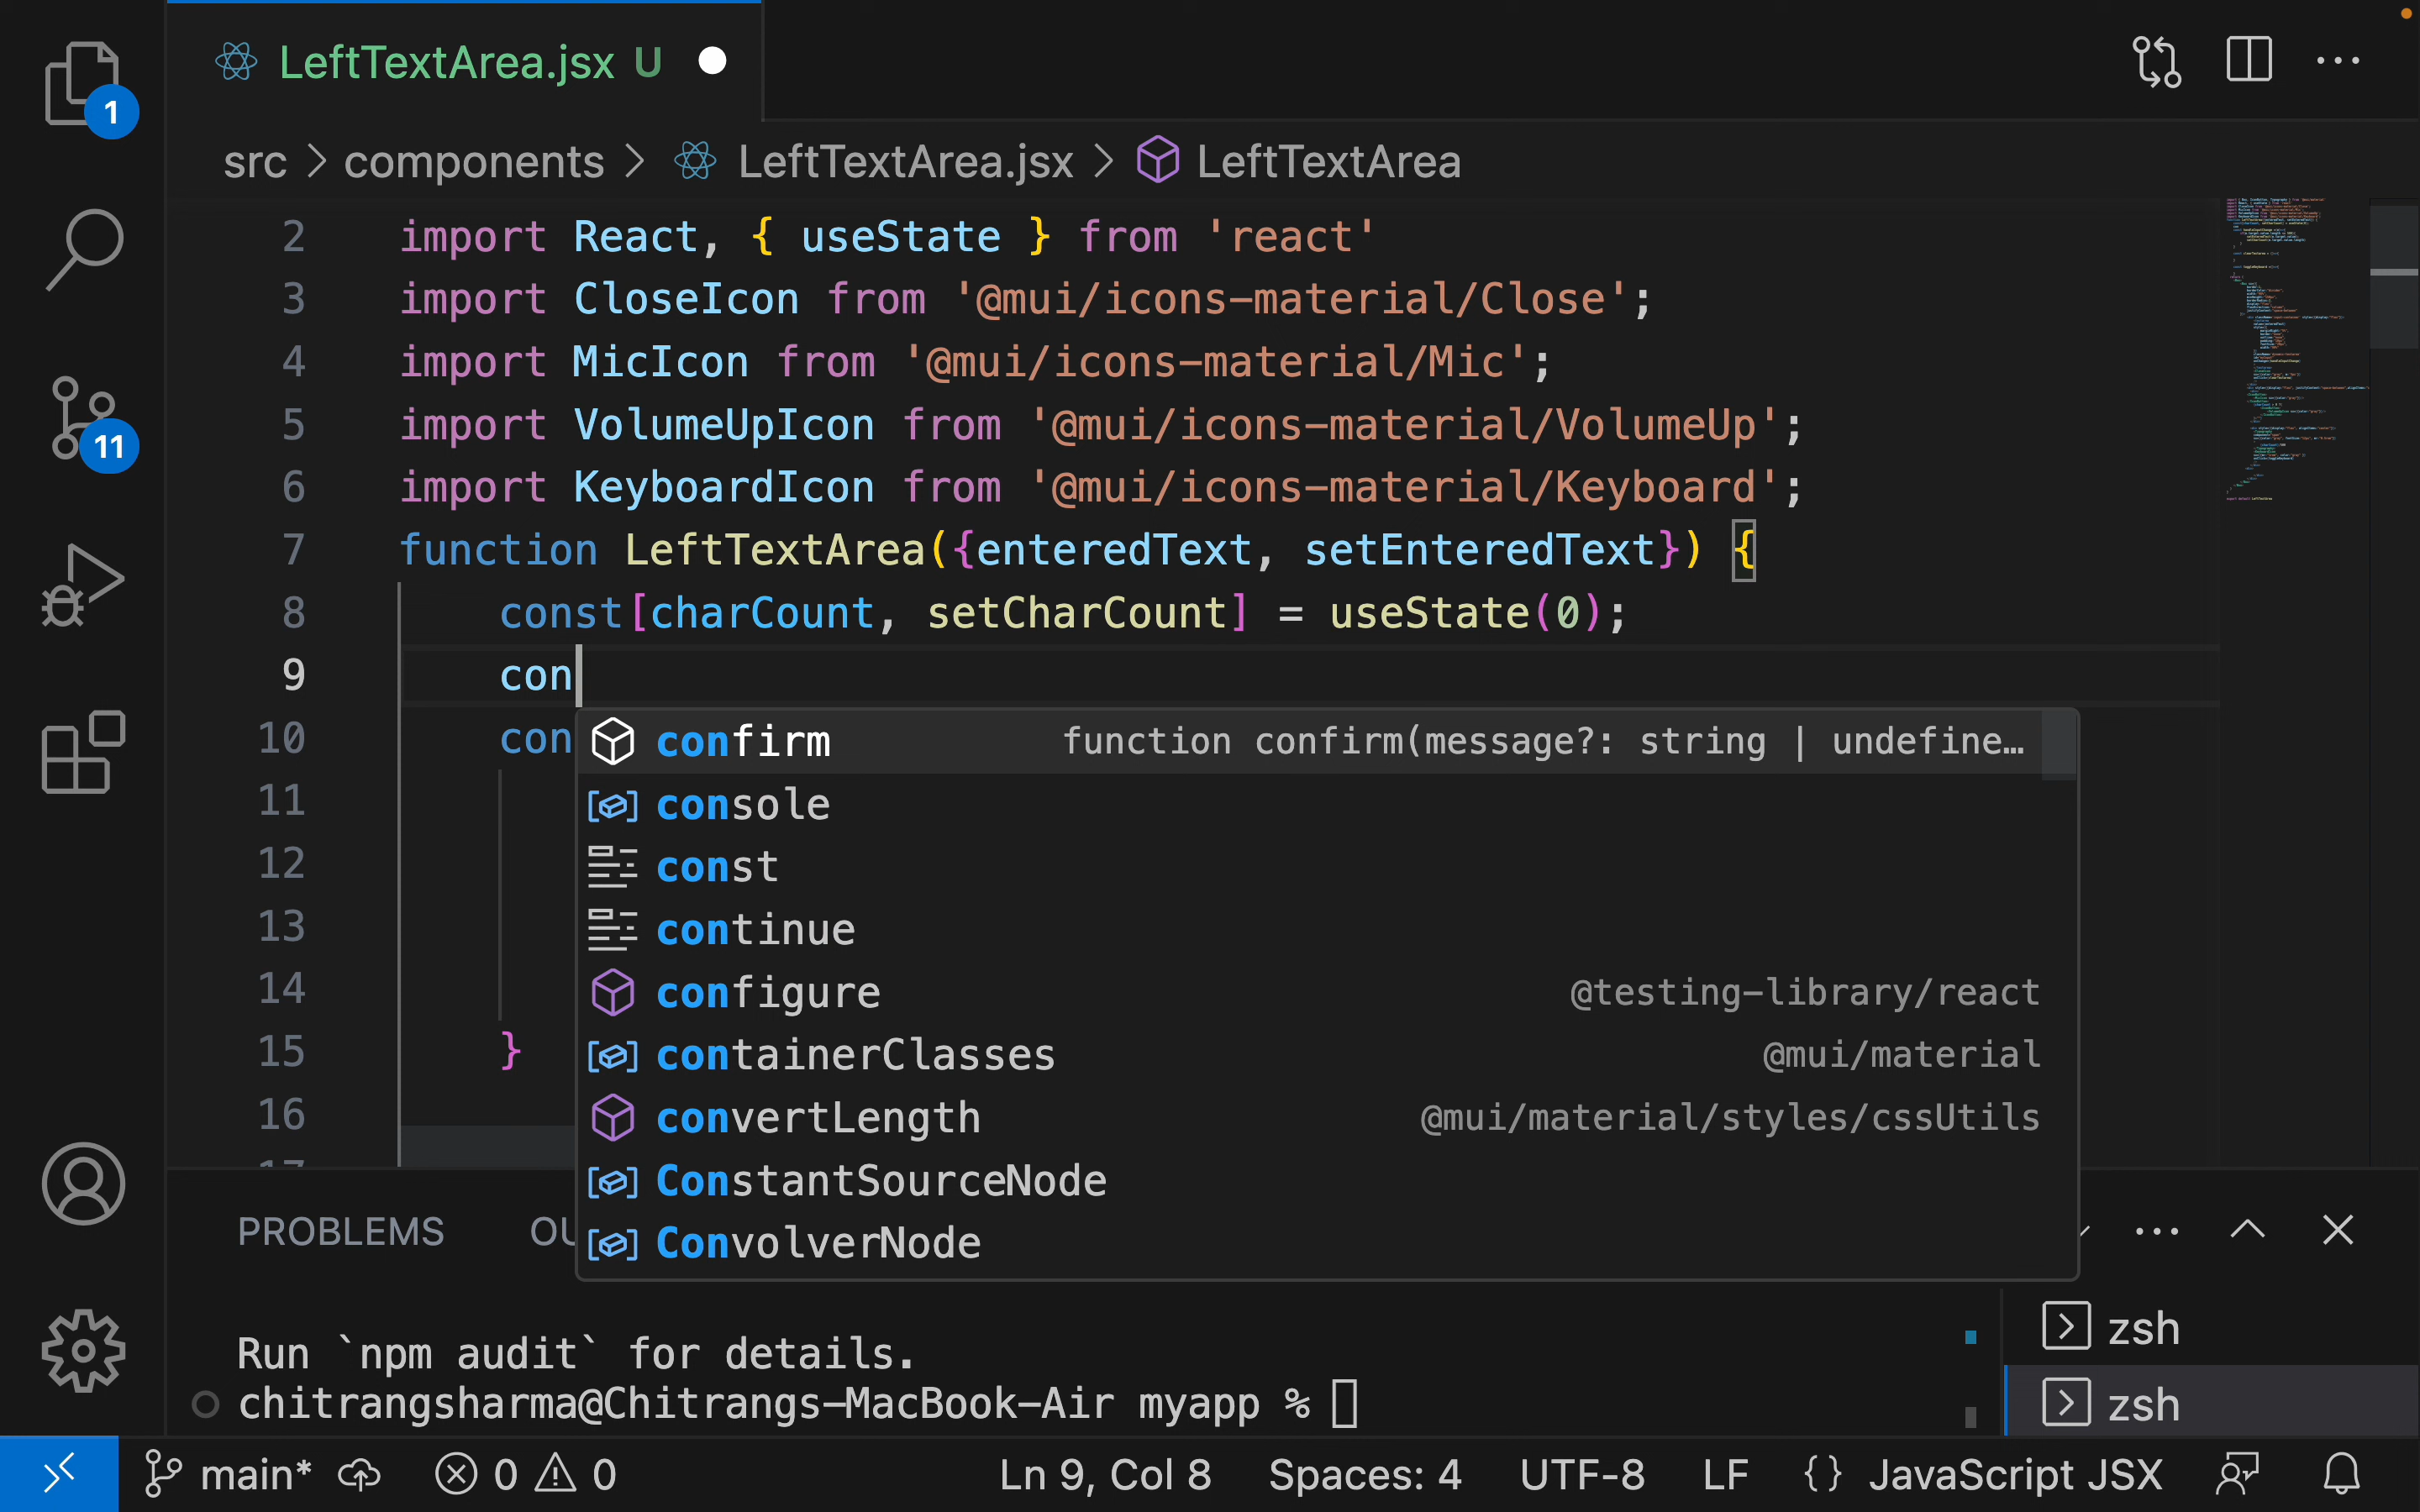 LeftTextArea.jsx U
1
src > components > LeftTextArea.jsx > LeftTextArea
2 import React, { useState } from 'react'
3 import CloseIcon from '@mui/icons-material/Close';
4 import MicIcon from '@mui/icons-material/Mic';
5 import VolumeUpIcon from '@mui/icons-material/VolumeUp';
6 import KeyboardIcon from '@mui/icons-material/Keyboard';
7 function LeftTextArea({enteredText, setEnteredText}) {
8 const[charCount, setCharCount] = useState(0);
11
9 con
10 con
confirm function confirm(message?: string | undefine…
11
console
12
const
13
continue
14
configure @testing-library/react
15 }
containerClasses @mui/material
16
convertLength @mui/material/styles/cssUtils
17
ConstantSourceNode
ConvolverNode
PROBLEMS OU
Run `npm audit` for details.
chitrangsharma@Chitrangs-MacBook-Air myapp %
zsh
zsh
main* 0 0 Ln 9, Col 8 Spaces: 4 UTF-8 LF {} JavaScript JSX